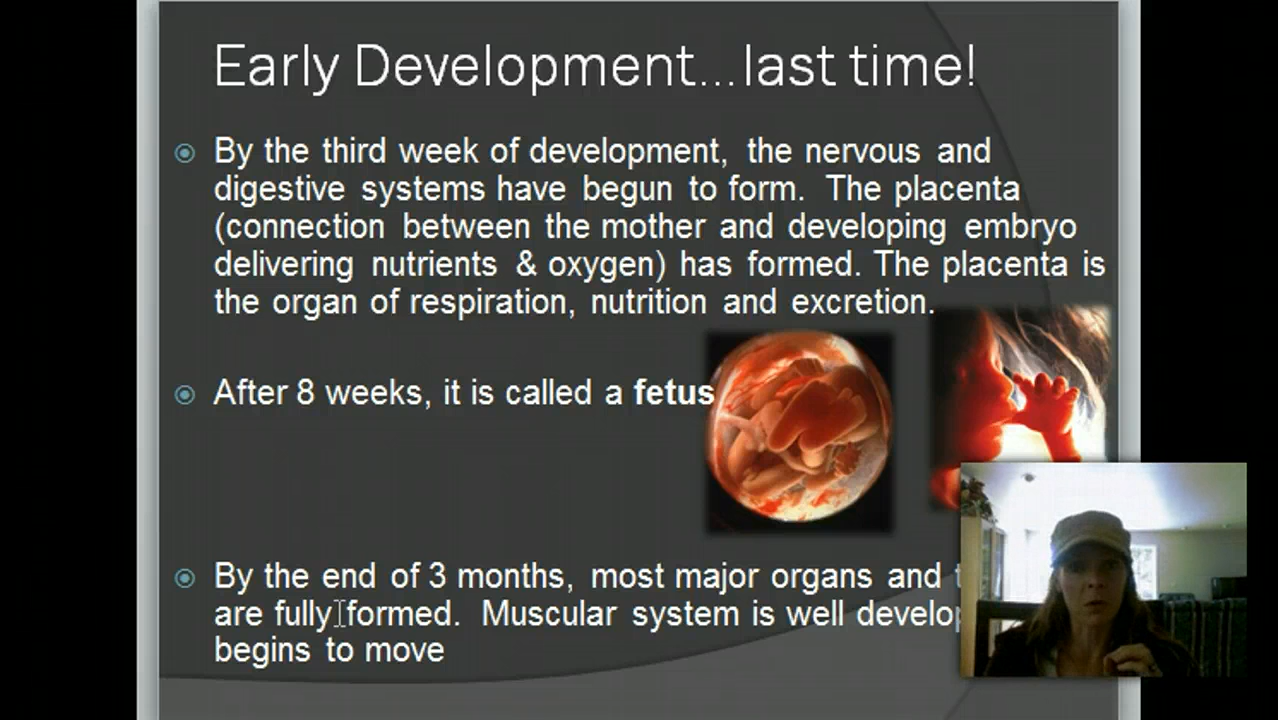 Early Development...last time!
By the third week of development, the nervous and
digestive systems have begun to form. The placenta
(connection between the mother and developing embryo
delivering nutrients & oxygen) has formed. The placenta is
the organ of respiration, nutrition and excretion.
After 8 weeks, it is called a fetus
By the end of 3 months, most major organs and
are fully formed. Muscular system is well develop
begins to move